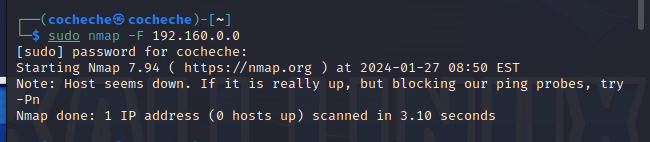 ┌──(cocheche㉿cocheche)-[~]
└─$ sudo nmap -F 192.160.0.0
[sudo] password for cocheche:
Starting Nmap 7.94 ( https://nmap.org ) at 2024-01-27 08:50 EST
Note: Host seems down. If it is really up, but blocking our ping probes, try
-Pn
Nmap done: 1 IP address (0 hosts up) scanned in 3.10 seconds